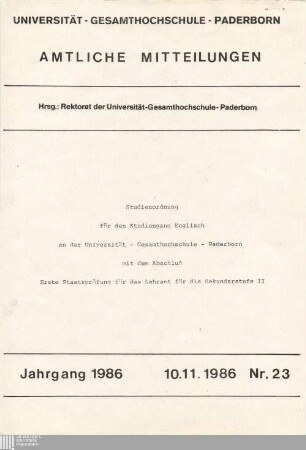 UNIVERSITÄT - GESAMTHOCHSCHULE - PADERBORN
AMTLICHE MITTEILUNGEN
Hrsg.: Rektorat der Universität-Gesamthochschule- Paderborn
Studienordnung
für den Studiengang Englisch
an der Universität - Gesamthochschule - Paderborn
mit dem Abschluß
Erste Staatsprüfung für das Lehramt für die Sekundarstufe II
Jahrgang 1986 10.11.1986 Nr. 23